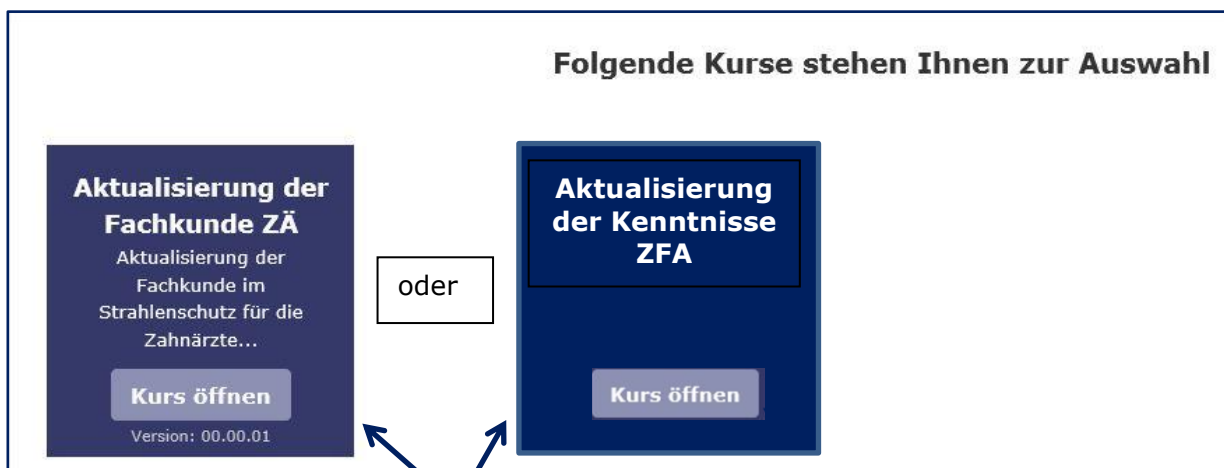 Folgende Kurse stehen Ihnen zur Auswahl
Aktualisierung der
Fachkunde ZÄ
Aktualisierung der
Fachkunde im
Strahlenschutz für die
Zahnärzte...
Kurs öffnen
Version: 00.00.01
oder
Aktualisierung
der Kenntnisse
ZFA
Kurs öffnen